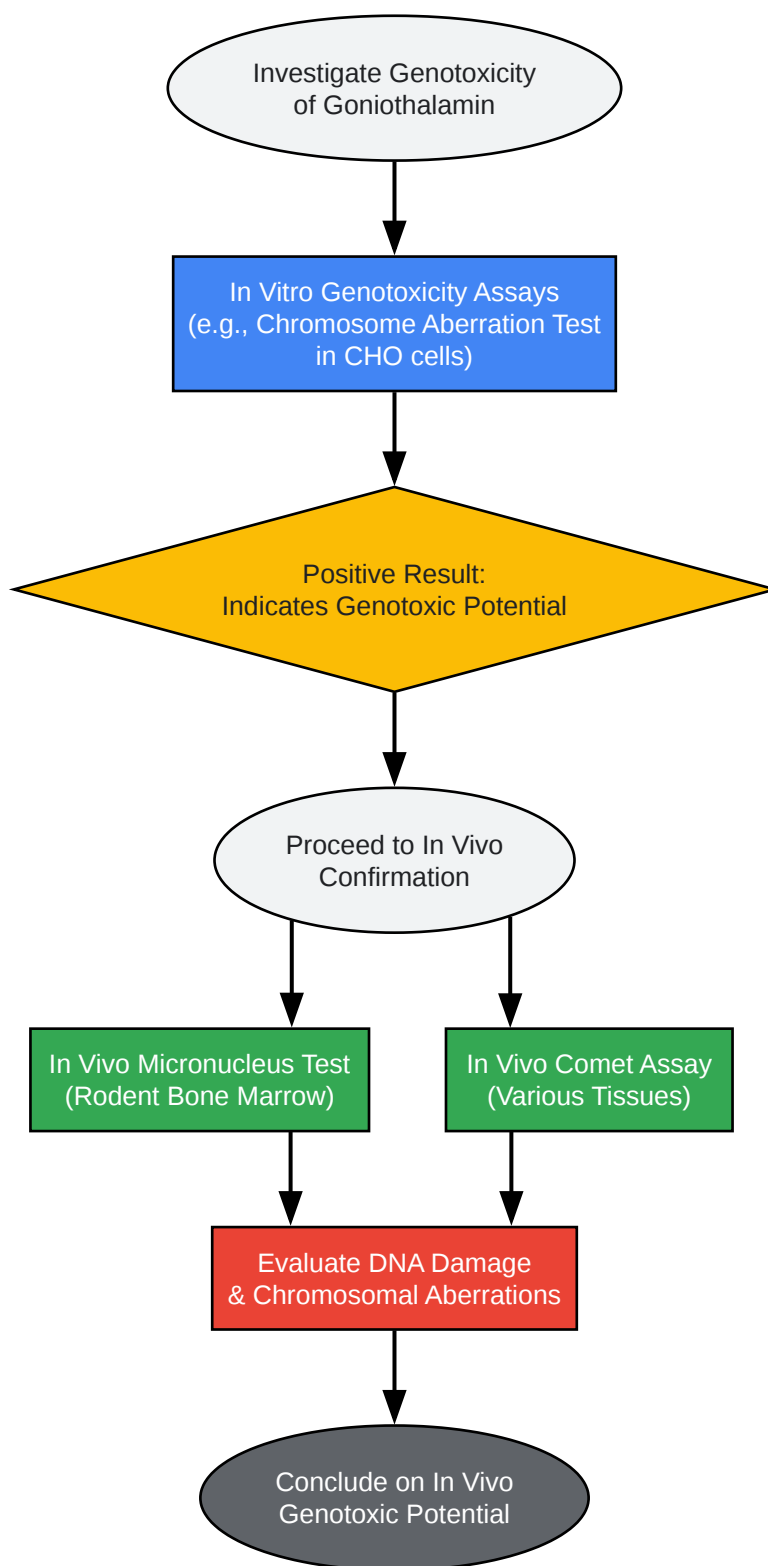 Investigate Genotoxicity
of Goniothalamin
In Vitro Genotoxicity Assays
(e.g., Chromosome Aberration Test
in CHO cells)
Positive Result:
Indicates Genotoxic Potential
Proceed to In Vivo
Confirmation
In Vivo Micronucleus Test
(Rodent Bone Marrow)
In Vivo Comet Assay
(Various Tissues)
Evaluate DNA Damage
& Chromosomal Aberrations
Conclude on In Vivo
Genotoxic Potential